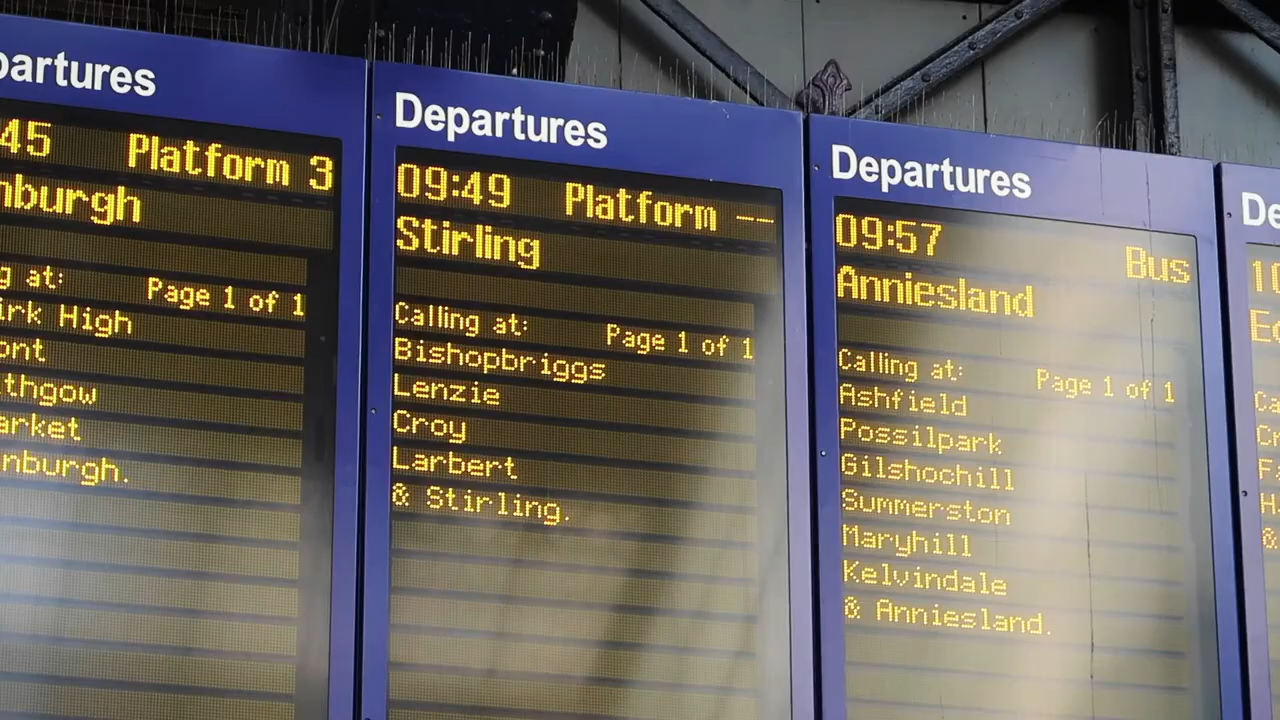 Departures
45 Platform 3
Page 1 of 1
High
Departures
09:49 Platform --
Stirling
Calling at: Page 1 of 1
Bishopbriggs
Lenzie
Croy
Larbert
& Stirling.
Departures
09:57 Bus
Anniesland
Calling at: Page 1 of 1
Ashfield
Possilpark
Gilshochill
Summerston
Maryhill
Kelvindale
& Anniesland.